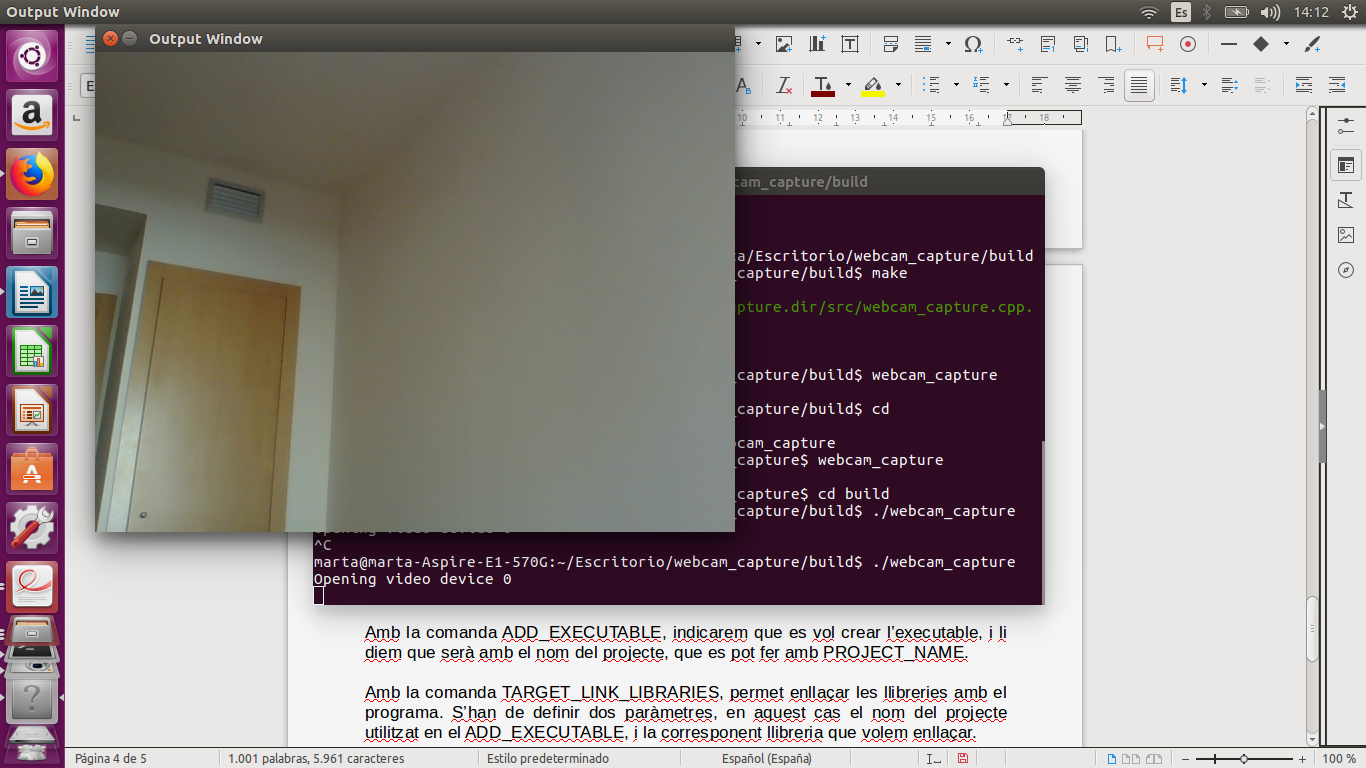 Output Window
Es
14:12
Output Window
10 11 12 13 14 15 16 17 18
cam_capture/build
a/Escritorio/webcam_capture/build
_capture/build$ make
pture.dir/src/webcam_capture.cpp.
_capture/build$ webcam_capture
_capture/build$ cd
bcam_capture
_capture$ webcam_capture
_capture$ cd build
_capture/build$ ./webcam_capture
^C
marta@marta-Aspire-E1-570G:~/Escritorio/webcam_capture/build$ ./webcam_capture
Opening video device 0
Amb la comanda ADD_EXECUTABLE, indicarem que es vol crear l’executable, i li
diem que serà amb el nom del projecte, que es pot fer amb PROJECT_NAME.
Amb la comanda TARGET_LINK_LIBRARIES, permet enllaçar les llibreries amb el
programa. S’han de definir dos paràmetres, en aquest cas el nom del projecte
utilitzat en el ADD_EXECUTABLE, i la corresponent llibreria que volem enllaçar.
Página 4 de 5
1.001 palabras, 5.961 caracteres
Estilo predeterminado
Español (España)
100 %